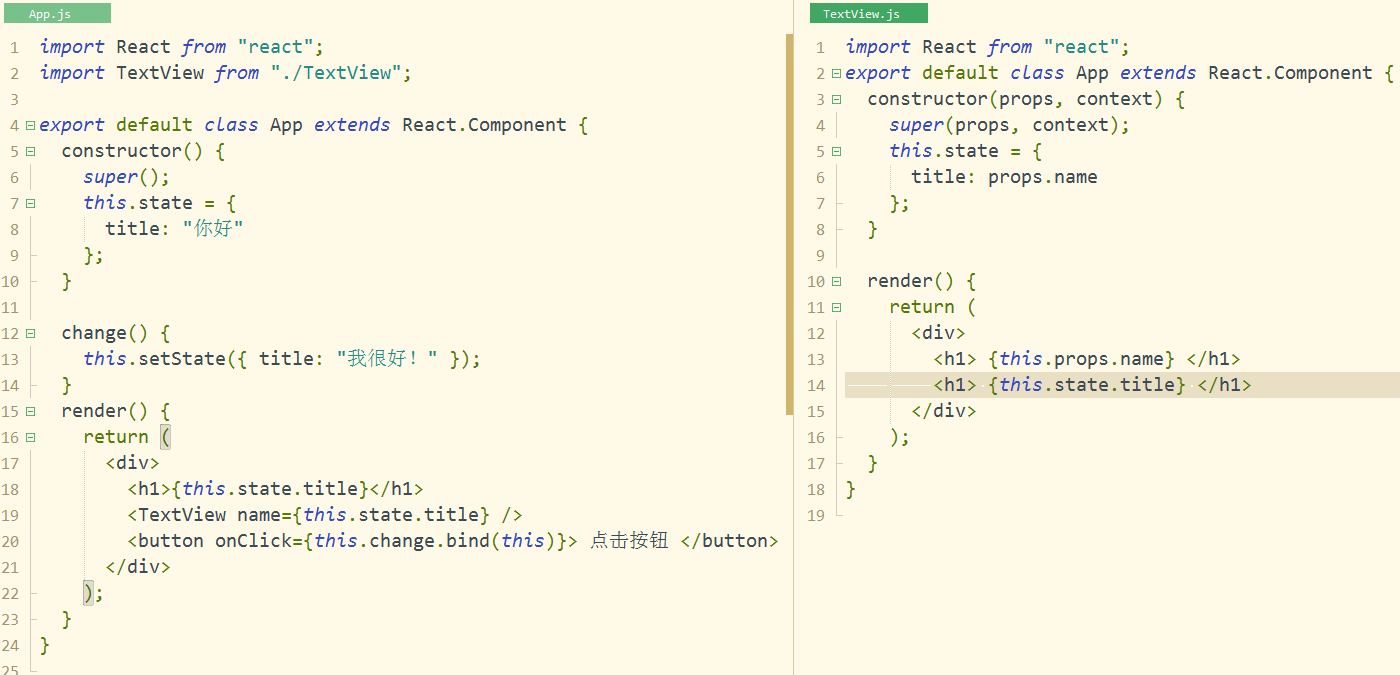 App.js
1 import React from "react";
2 import TextView from "./TextView";
3
4 export default class App extends React.Component {
5   constructor() {
6     super();
7     this.state = {
8       title: "你好"
9     };
10   }
11
12   change() {
13     this.setState({ title: "我很好！" });
14   }
15   render() {
16     return (
17       <div>
18         <h1>{this.state.title}</h1>
19         <TextView name={this.state.title} />
20         <button onClick={this.change.bind(this)}> 点击按钮 </button>
21       </div>
22     );
23   }
24 }
25
TextView.js
1 import React from "react";
2 export default class App extends React.Component {
3   constructor(props, context) {
4     super(props, context);
5     this.state = {
6       title: props.name
7     };
8   }
9
10   render() {
11     return (
12       <div>
13         <h1> {this.props.name} </h1>
14         <h1> {this.state.title} </h1>
15       </div>
16     );
17   }
18 }
19